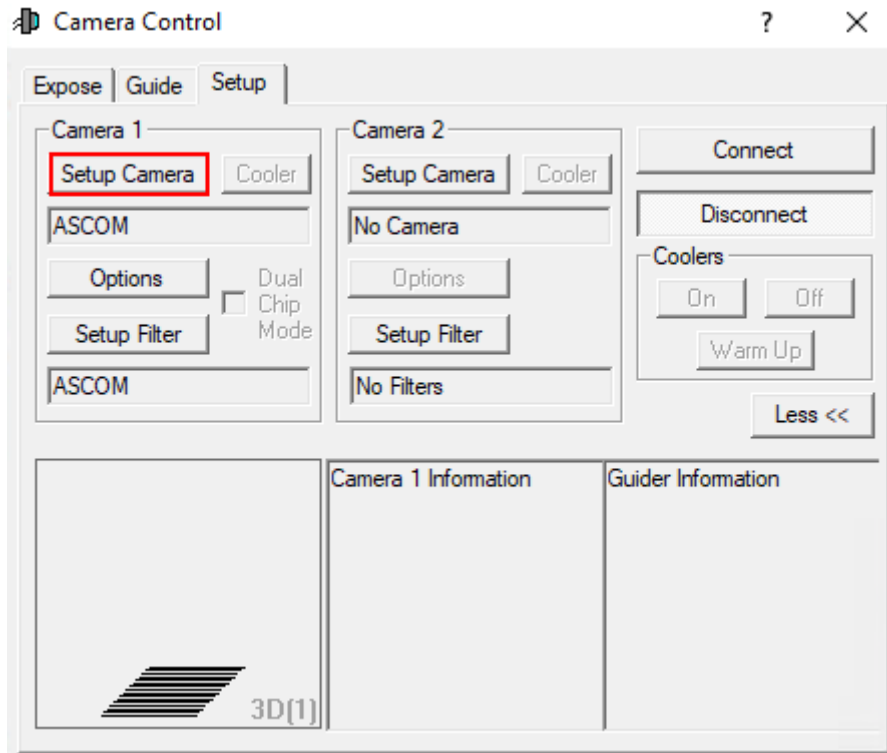 Camera Control
?
Expose Guide Setup
Camera 1
Setup Camera Cooler
ASCOM
Options
Dual Chip Mode
Setup Filter
ASCOM
Camera 2
Setup Camera Cooler
No Camera
Options
Setup Filter
No Filters
Connect
Disconnect
Coolers
On Off
Warm Up
Less <<
3D(1)
Camera 1 Information
Guider Information